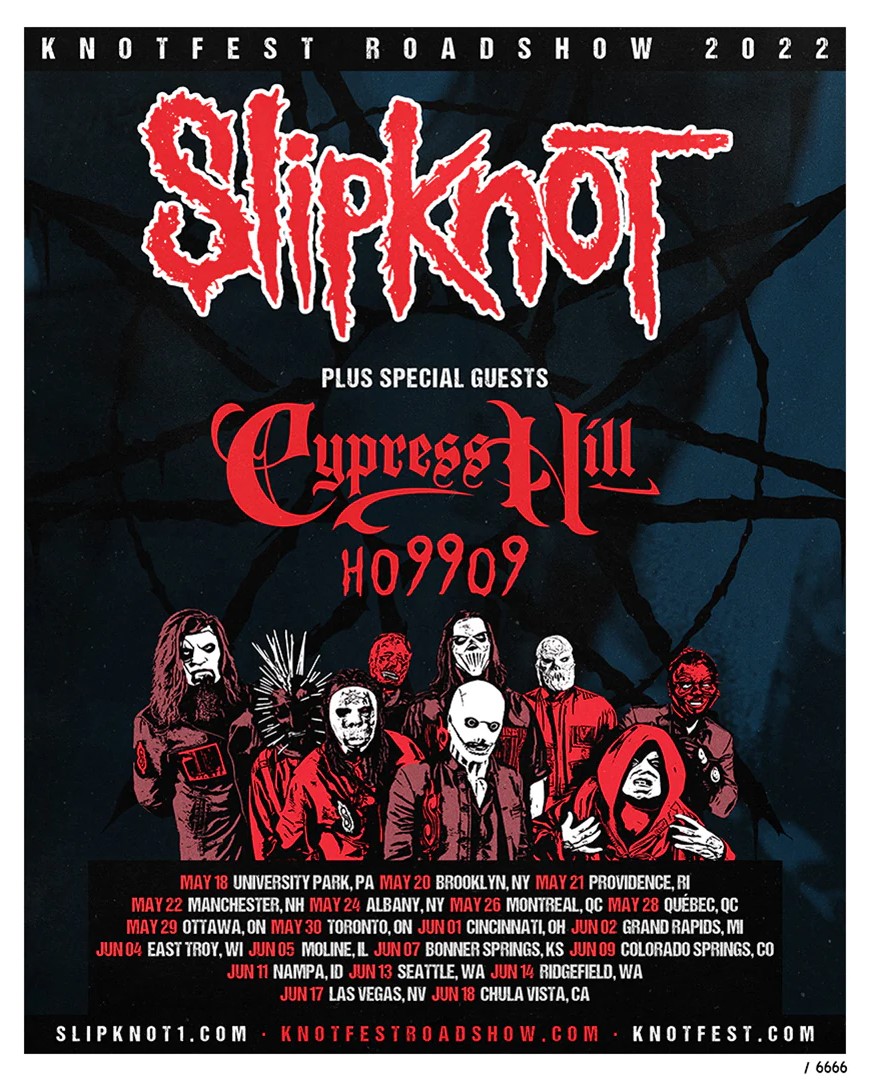 KNOTFEST ROADSHOW 2022
SlipknoT
PLUS SPECIAL GUESTS
Cypress Hill
HO99O9
MAY 18 UNIVERSITY PARK, PA MAY 20 BROOKLYN, NY MAY 21 PROVIDENCE, RI
MAY 22 MANCHESTER, NH MAY 24 ALBANY, NY MAY 26 MONTREAL, QC MAY 28 QUÉBEC, QC
MAY 29 OTTAWA, ON MAY 30 TORONTO, ON JUN 01 CINCINNATI, OH JUN 02 GRAND RAPIDS, MI
JUN 04 EAST TROY, WI JUN 05 MOLINE, IL JUN 07 BONNER SPRINGS, KS JUN 09 COLORADO SPRINGS, CO
JUN 11 NAMPA, ID JUN 13 SEATTLE, WA JUN 14 RIDGEFIELD, WA
JUN 17 LAS VEGAS, NV JUN 18 CHULA VISTA, CA
SLIPKNOT1.COM · KNOTFESTROADSHOW.COM · KNOTFEST.COM
/ 6666